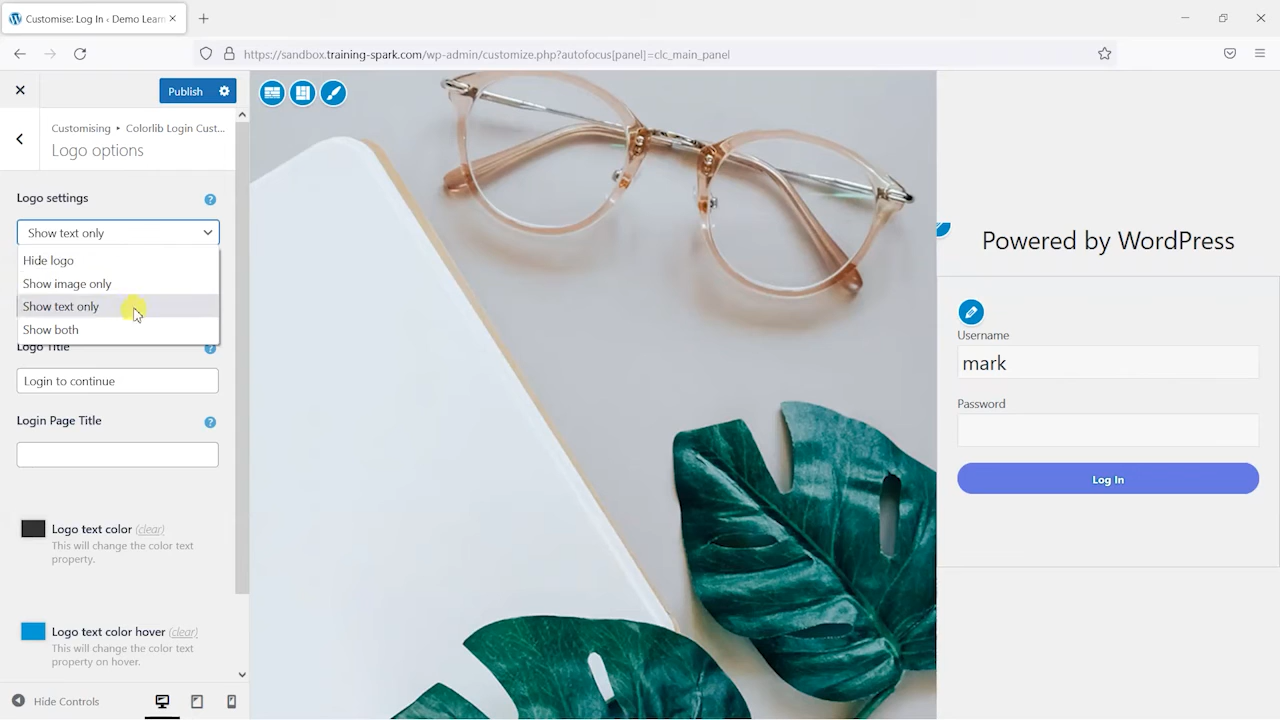 Customise: Log In ‹ Demo Learn
https://sandbox.training-spark.com/wp-admin/customize.php?autofocus[panel]=clc_main_panel
Publish
Customising ▸ Colorlib Login Cust...
Logo options
Logo settings
Show text only
Hide logo
Show image only
Show text only
Show both
Logo Title
Login to continue
Login Page Title
Logo text color (clear)
This will change the color text
property.
Logo text color hover (clear)
This will change the color text
property on hover.
Hide Controls
Powered by WordPress
Username
mark
Password
Log In